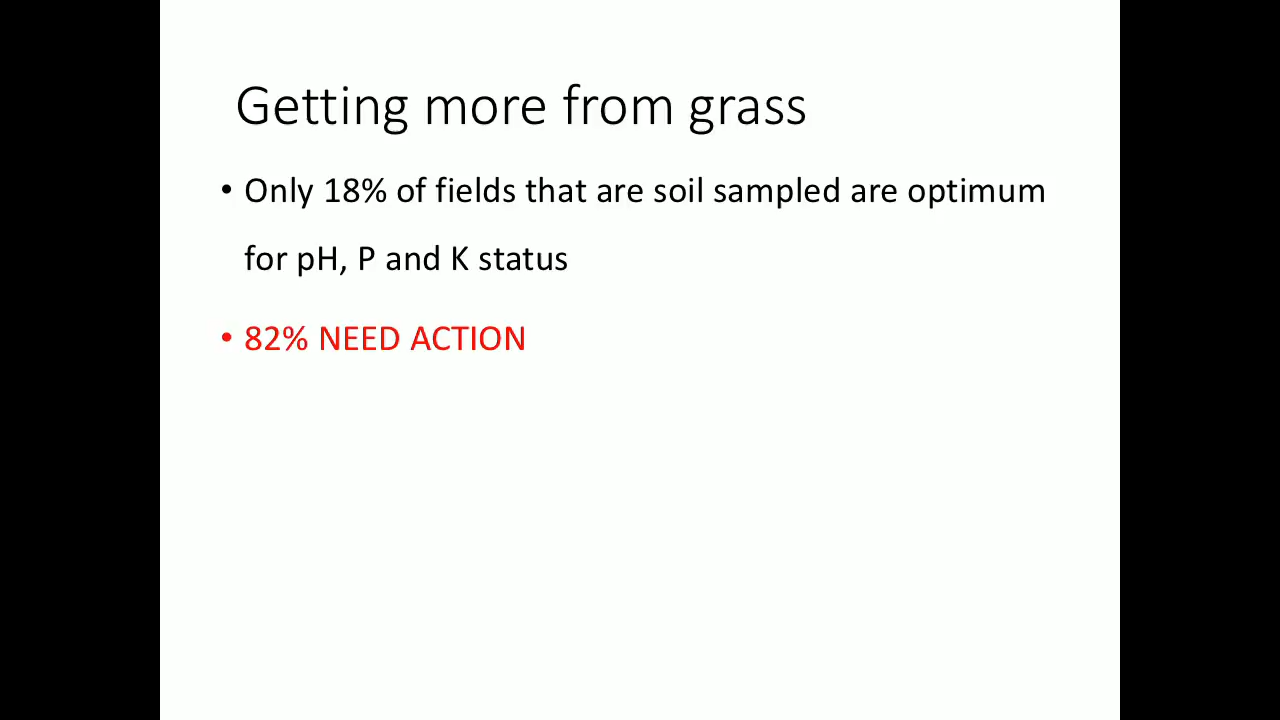 Getting more from grass
• Only 18% of fields that are soil sampled are optimum
for pH, P and K status
• 82% NEED ACTION